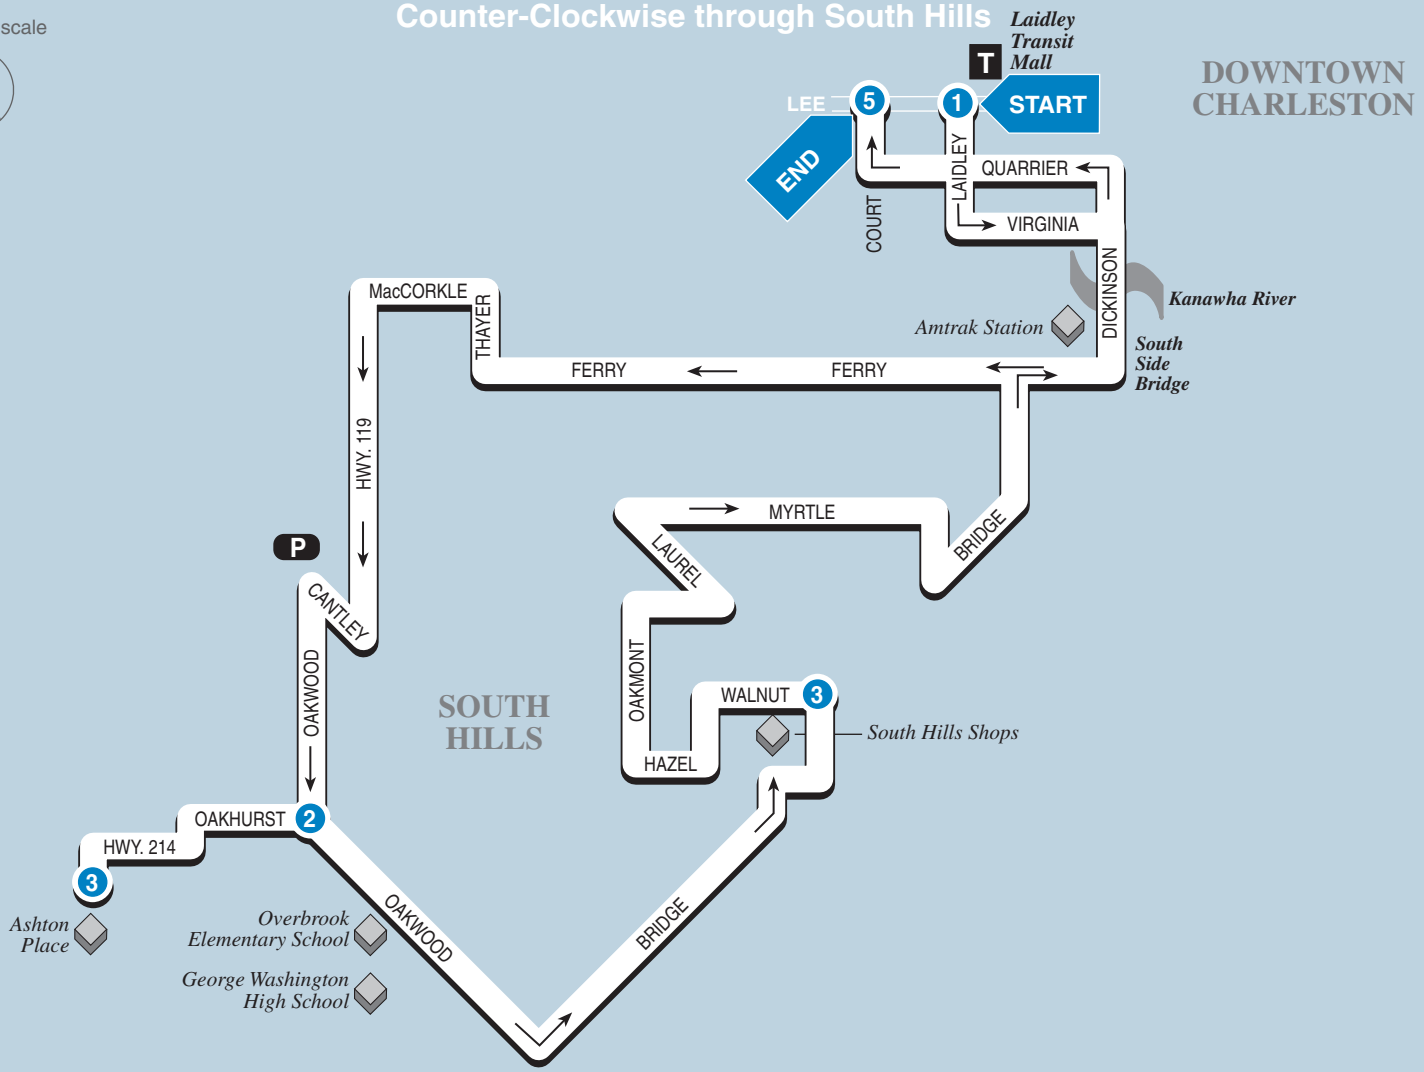 scale
Counter-Clockwise through South Hills
Laidley
Transit
Mall
T
DOWNTOWN
CHARLESTON
LEE
5
1
START
END
LAIDLEY
QUARRIER
COURT
VIRGINIA
DICKINSON
Kanawha River
Amtrak Station
South
Side
Bridge
MacCORKLE
THAYER
FERRY
FERRY
HWY. 119
MYRTLE
BRIDGE
LAUREL
P
CANTLEY
OAKWOOD
OAKMONT
WALNUT
3
SOUTH
HILLS
South Hills Shops
HAZEL
OAKHURST
2
HWY. 214
3
Ashton
Place
Overbrook
Elementary School
OAKWOOD
BRIDGE
George Washington
High School